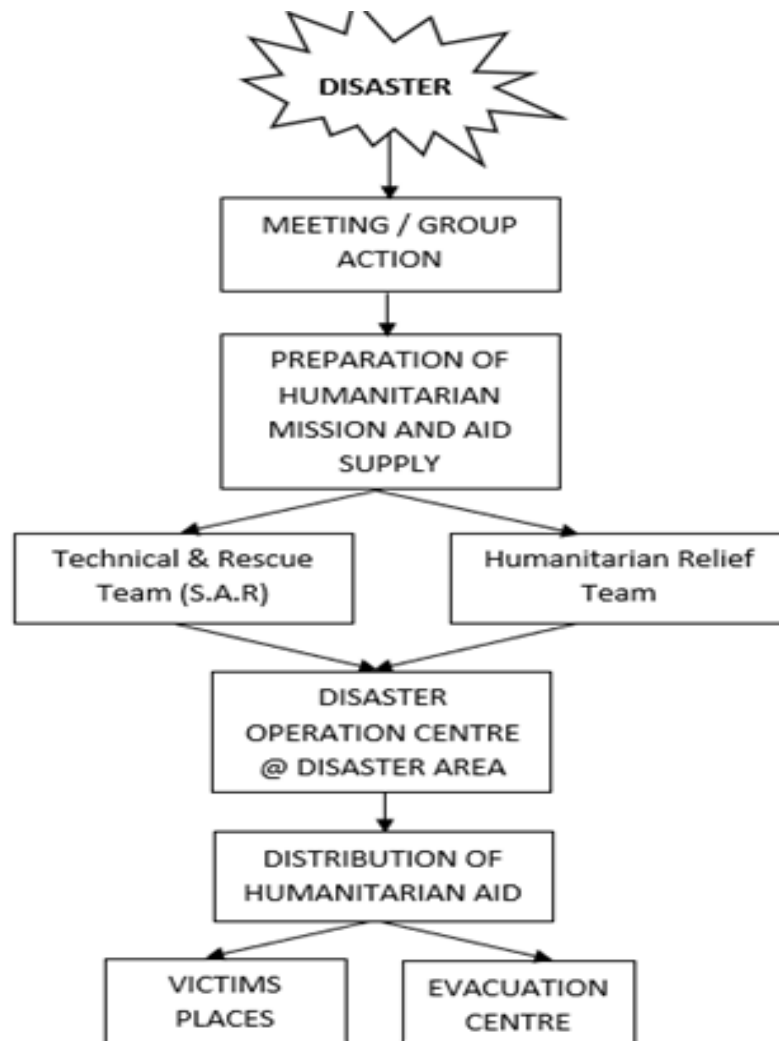 DISASTER
MEETING / GROUP
ACTION
PREPARATION OF
HUMANITARIAN
MISSION AND AID
SUPPLY
Technical & Rescue
Team (S.A.R)
Humanitarian Relief
Team
DISASTER
OPERATION CENTRE
@ DISASTER AREA
DISTRIBUTION OF
HUMANITARIAN AID
VICTIMS
PLACES
EVACUATION
CENTRE